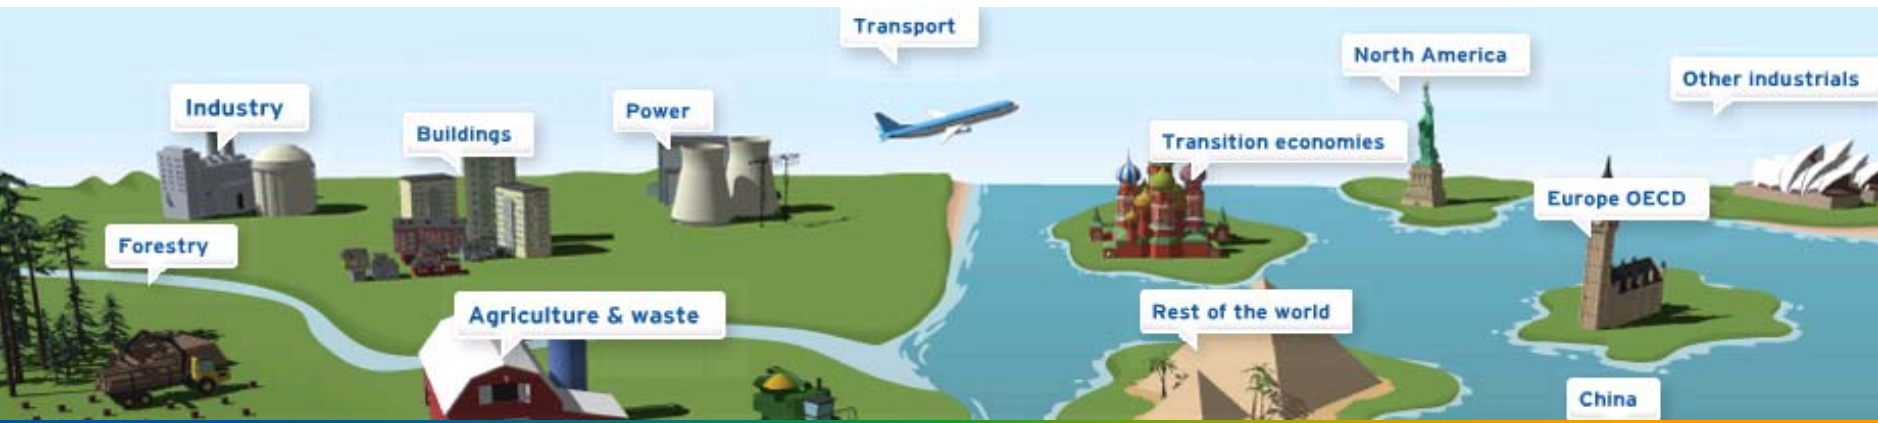 Transport
North America
Other industrials
Industry
Power
Buildings
Transition economies
Europe OECD
Forestry
Agriculture & waste
Rest of the world
China